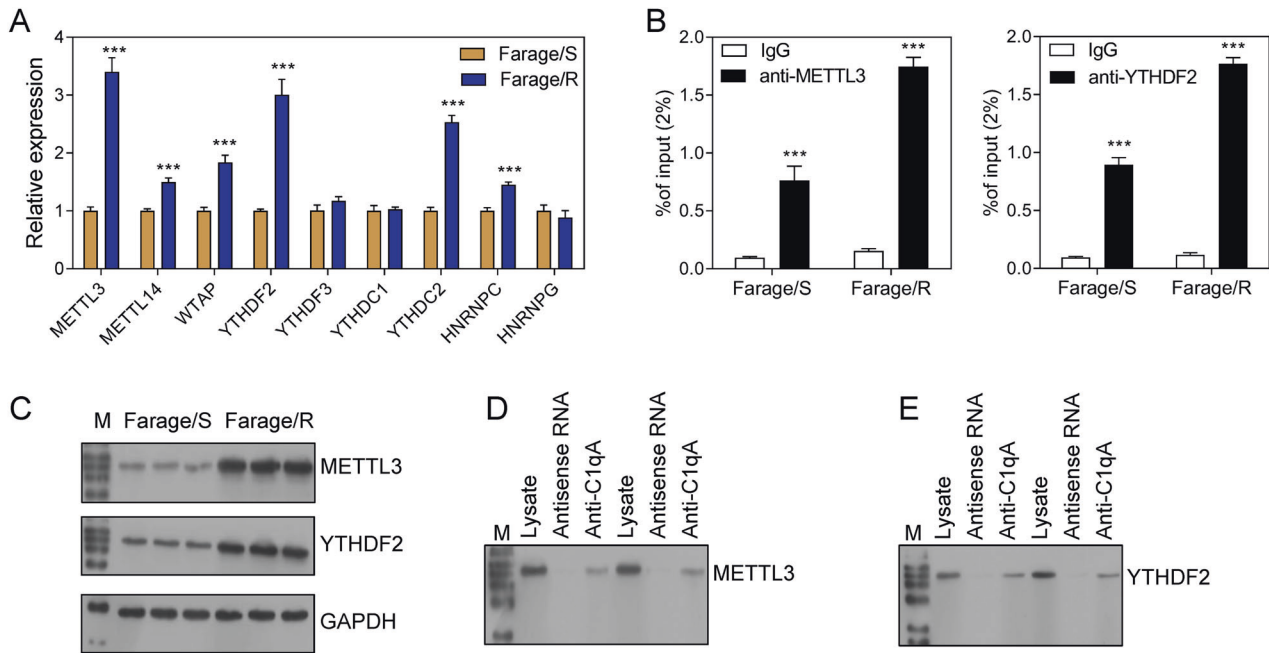 A
Relative expression
4
3
2
1
0
***
***
***
***
***
***
Farage/S
Farage/R
METTL3
METTL14
WTAP
YTHDF2
YTHDF3
YTHDC1
YTHDC2
HNRNPC
HNRNPG
B
%of input (2%)
2.0
1.5
1.0
0.5
0.0
IgG
anti-METTL3
***
***
Farage/S
Farage/R
%of input (2%)
2.0
1.5
1.0
0.5
0.0
IgG
anti-YTHDF2
***
***
Farage/S
Farage/R
C
M Farage/S Farage/R
METTL3
YTHDF2
GAPDH
D
M
Lysate
Antisense RNA
Anti-C1qA
Lysate
Antisense RNA
Anti-C1qA
METTL3
E
M
Lysate
Antisense RNA
Anti-C1qA
Lysate
Antisense RNA
Anti-C1qA
YTHDF2